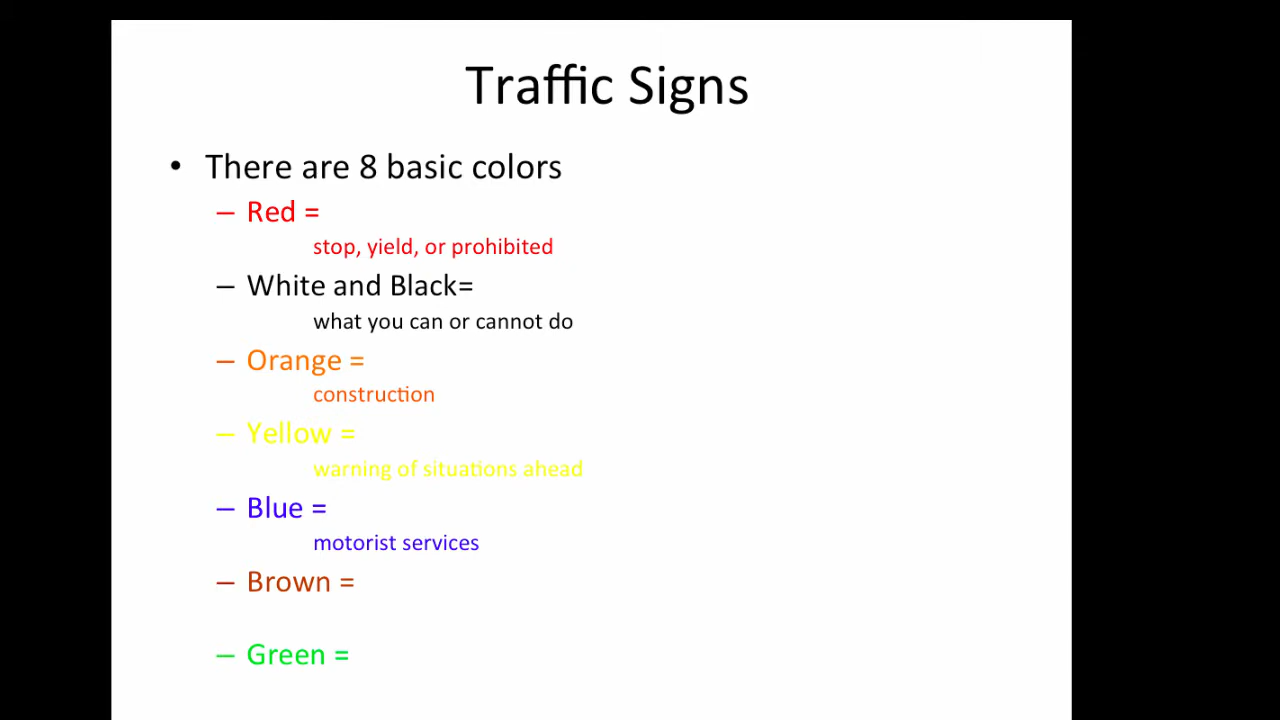 Traffic Signs
• There are 8 basic colors
– Red =
stop, yield, or prohibited
– White and Black=
what you can or cannot do
– Orange =
construction
– Yellow =
warning of situations ahead
– Blue =
motorist services
– Brown =
– Green =